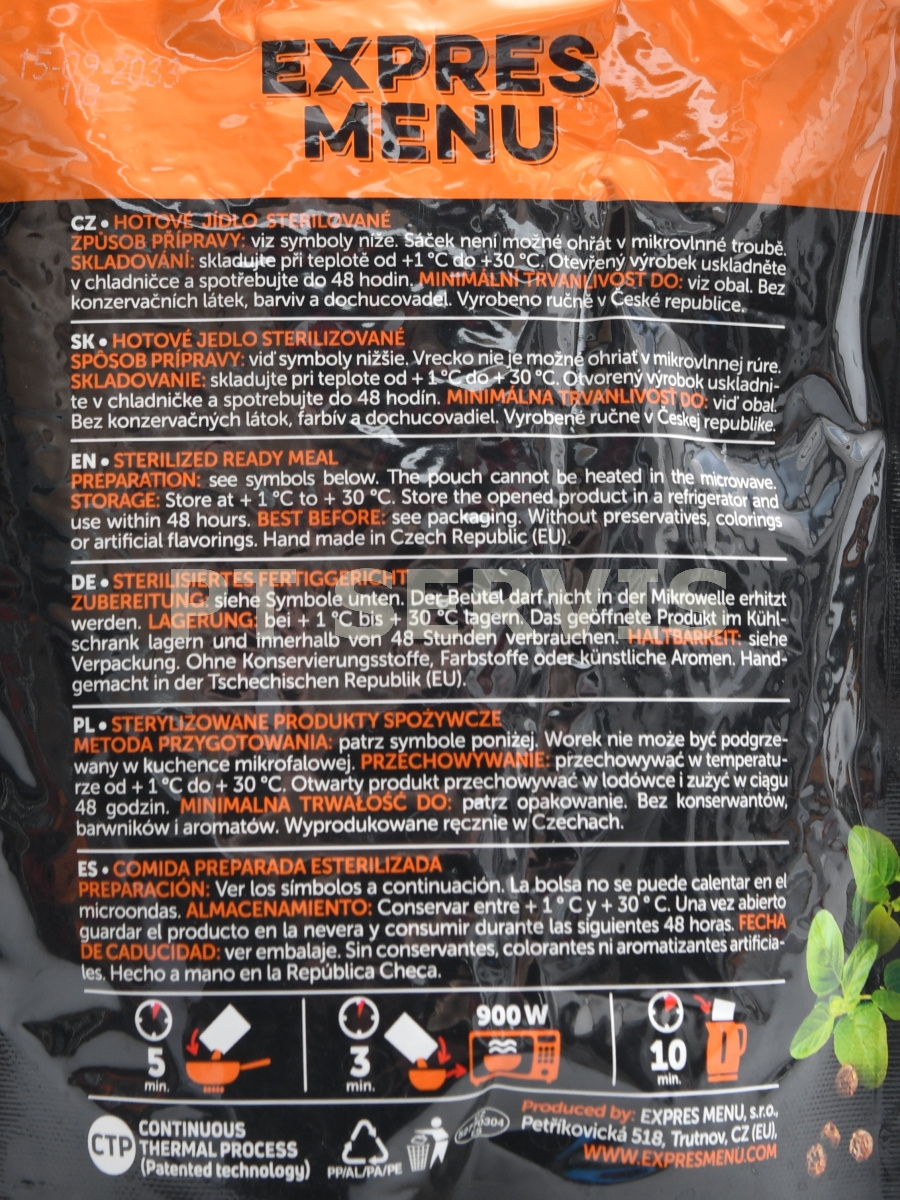 15-09-2033
EXPRES
MENU
CZ • HOTOVÉ JÍDLO STERILOVANÉ
ZPŮSOB PŘÍPRAVY: viz symboly níže. Sáček není možné ohřát v mikrovlnné troubě.
SKLADOVÁNÍ: skladujte při teplotě od +1 °C do +30 °C. Otevřený výrobek uskladněte
v chladničce a spotřebujte do 48 hodin. MINIMÁLNÍ TRVANLIVOST DO: viz obal. Bez
konzervačních látek, barviv a dochucovadel. Vyrobeno ručně v České republice.
SK • HOTOVÉ JEDLO STERILIZOVANÉ
SPÔSOB PRÍPRAVY: viď symboly nižšie. Vrecko nie je možné ohriať v mikrovlnnej rúre.
SKLADOVANIE: skladujte pri teplote od + 1 °C do + 30 °C. Otvorený výrobok uskladni-
te v chladničke a spotrebujte do 48 hodín. MINIMÁLNA TRVANLIVOSŤ DO: viď obal.
Bez konzervačných látok, farbív a dochucovadiel. Vyrobené ručne v Českej republike.
EN • STERILIZED READY MEAL
PREPARATION: see symbols below. The pouch cannot be heated in the microwave.
STORAGE: Store at + 1 °C to + 30 °C. Store the opened product in a refrigerator and
use within 48 hours. BEST BEFORE: see packaging. Without preservatives, colorings
or artificial flavorings. Hand made in Czech Republic (EU).
PT SERVIS
DE • STERILISIERTES FERTIGGERICHT
ZUBEREITUNG: siehe Symbole unten. Der Beutel darf nicht in der Mikrowelle erhitzt
werden. LAGERUNG: bei + 1 °C bis + 30 °C lagern. Das geöffnete Produkt im Kühl-
schrank lagern und innerhalb von 48 Stunden verbrauchen. HALTBARKEIT: siehe
Verpackung. Ohne Konservierungsstoffe, Farbstoffe oder künstliche Aromen. Hand-
gemacht in der Tschechischen Republik (EU).
PL • STERYLIZOWANE PRODUKTY SPOŻYWCZE
METODA PRZYGOTOWANIA: patrz symbole poniżej. Worek nie może być podgrze-
wany w kuchence mikrofalowej. PRZECHOWYWANIE: przechowywać w temperatu-
rze od + 1 °C do + 30 °C. Otwarty produkt przechowywać w lodówce i zużyć w ciągu
48 godzin. MINIMALNA TRWAŁOŚĆ DO: patrz opakowanie. Bez konserwantów,
barwników i aromatów. Wyprodukowane ręcznie w Czechach.
ES • COMIDA PREPARADA ESTERILIZADA
PREPARACIÓN: Ver los símbolos a continuación. La bolsa no se puede calentar en el
microondas. ALMACENAMIENTO: Conservar entre + 1 ° C y + 30 ° C. Una vez abierto
guardar el producto en la nevera y consumir durante las siguientes 48 horas. FECHA
DE CADUCIDAD: ver embalaje. Sin conservantes, colorantes ni aromatizantes artificia-
les. Hecho a mano en la República Checa.
900 W
5 3 10
min. min. min.
CTP CONTINUOUS
THERMAL PROCESS
(Patented technology)
PP/AL/PA/PE
Produced by: EXPRES MENU, s.r.o.,
Petříkovická 518, Trutnov, CZ (EU),
WWW.EXPRESMENU.COM